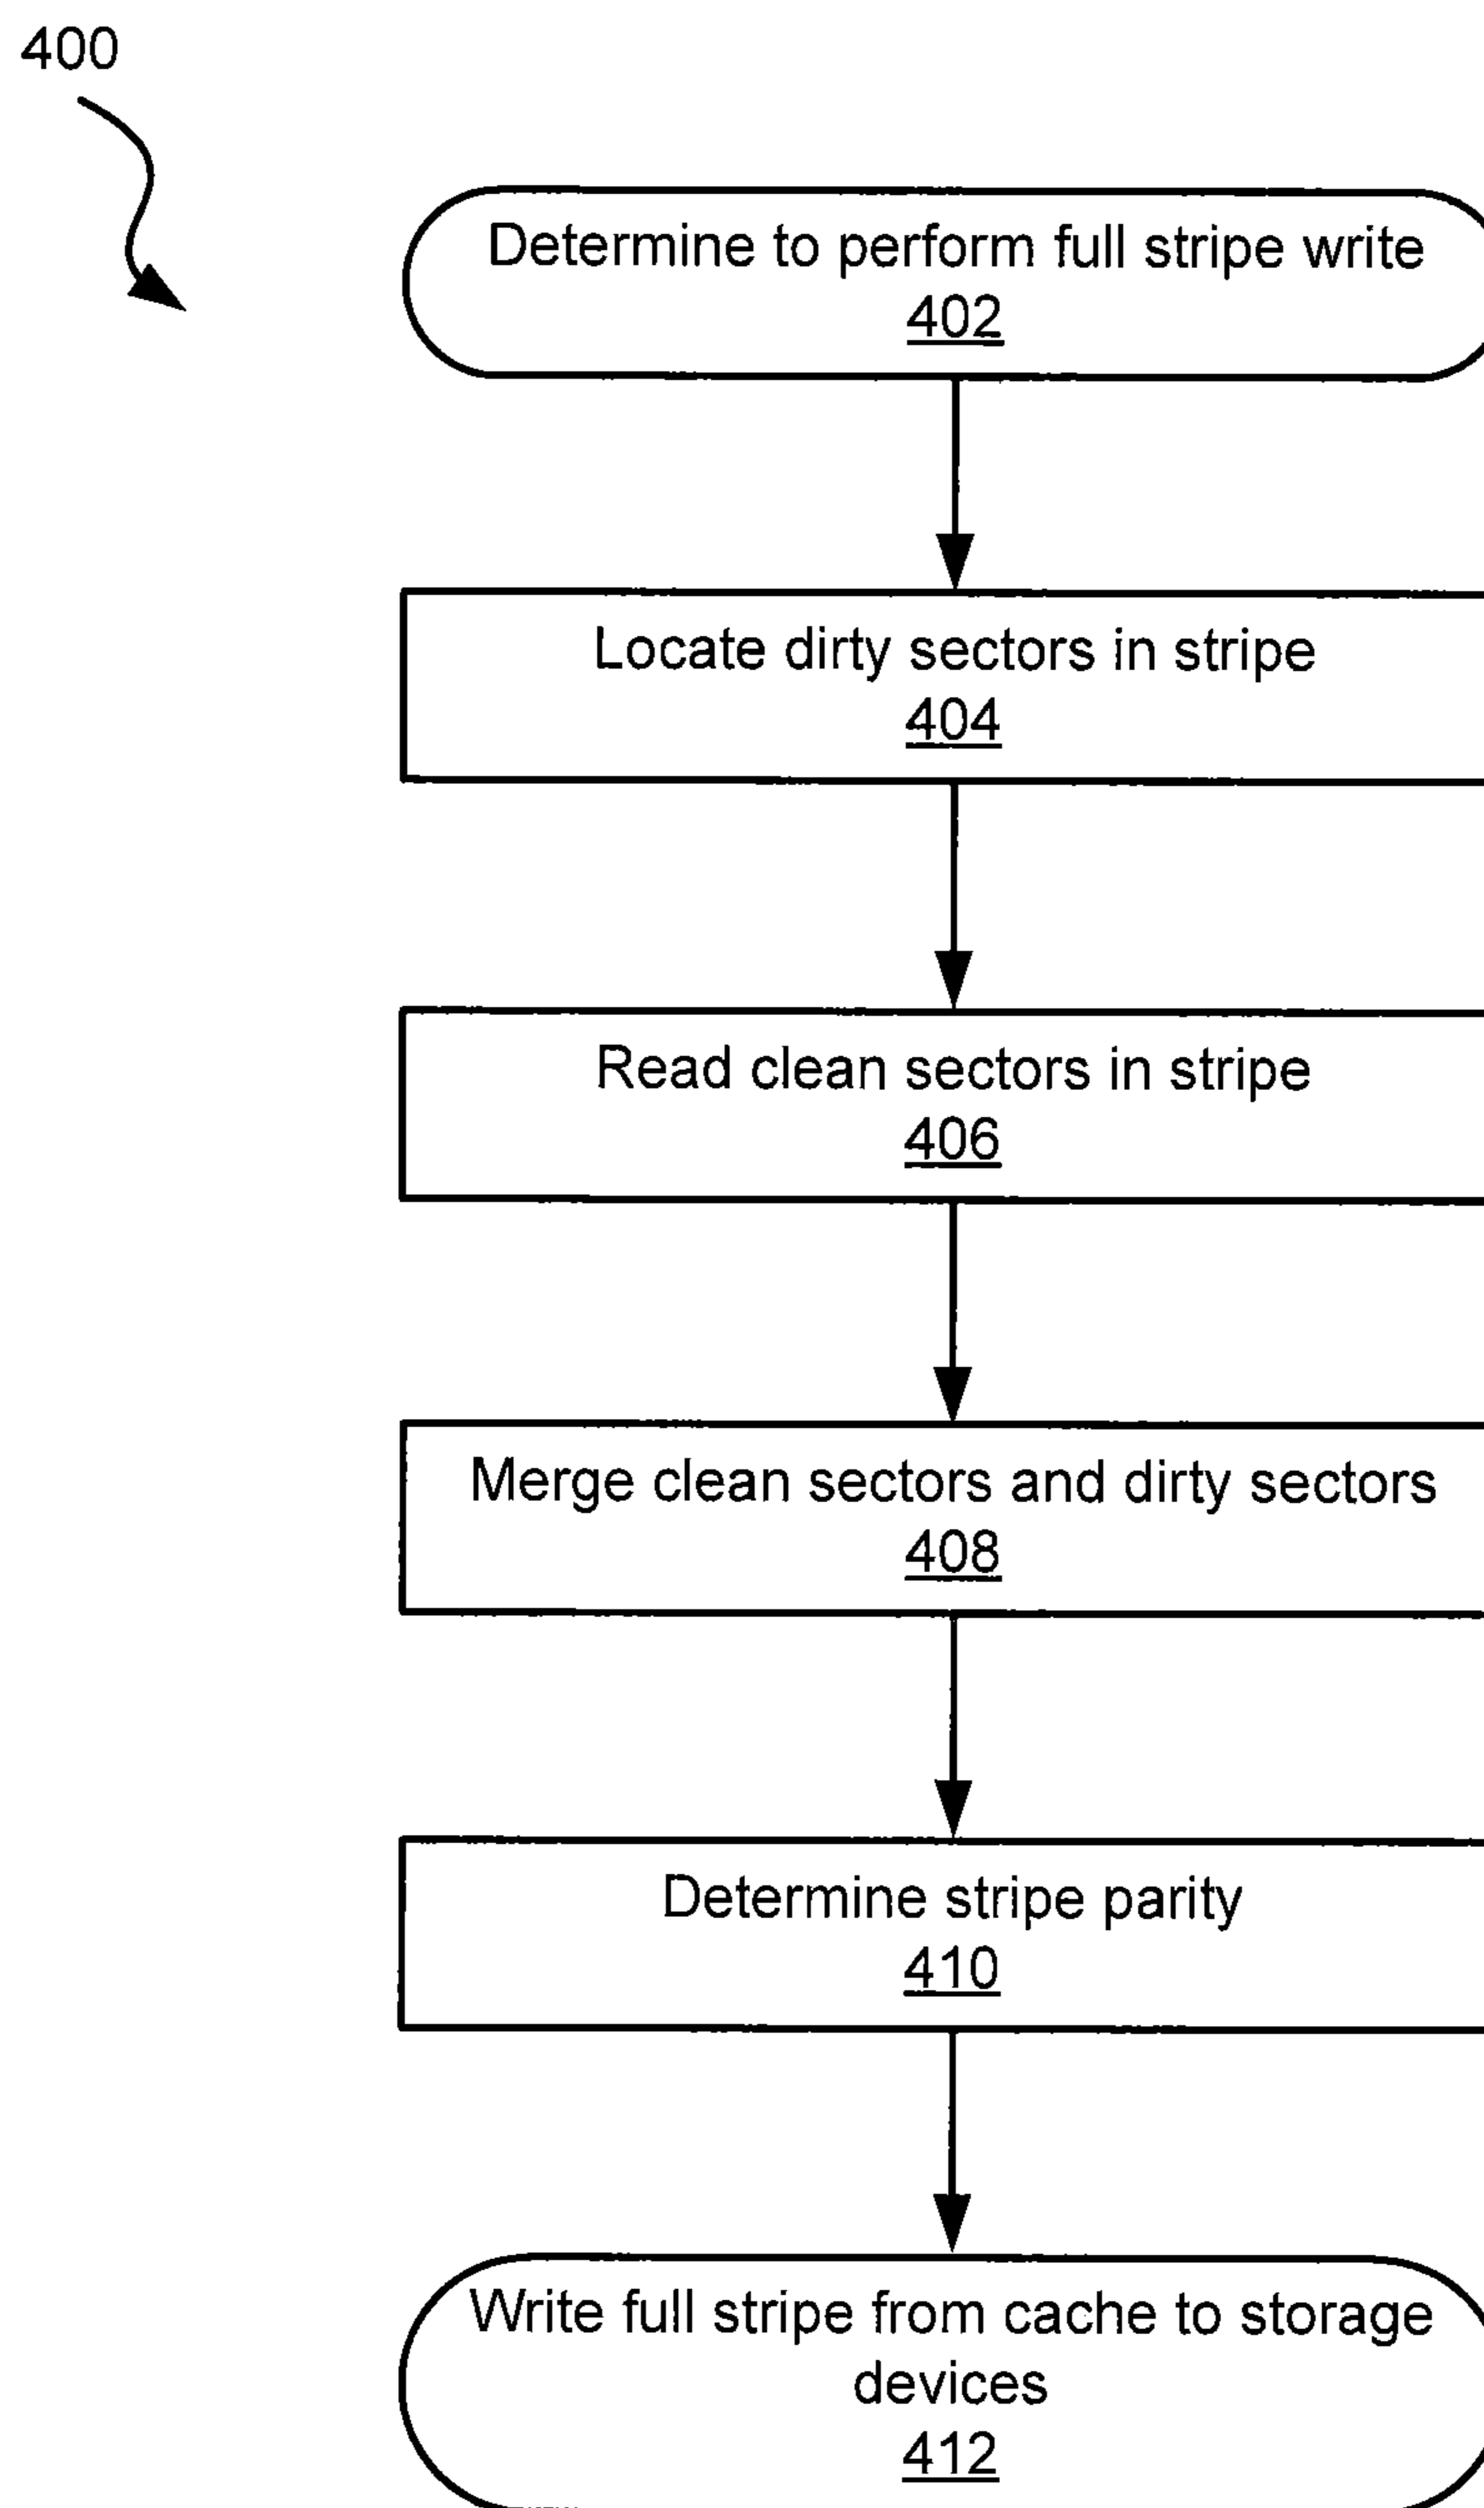 400
Determine to perform full stripe write
402
Locate dirty sectors in stripe
404
Read clean sectors in stripe
406
Merge clean sectors and dirty sectors
408
Determine stripe parity
410
Write full stripe from cache to storage
devices
412